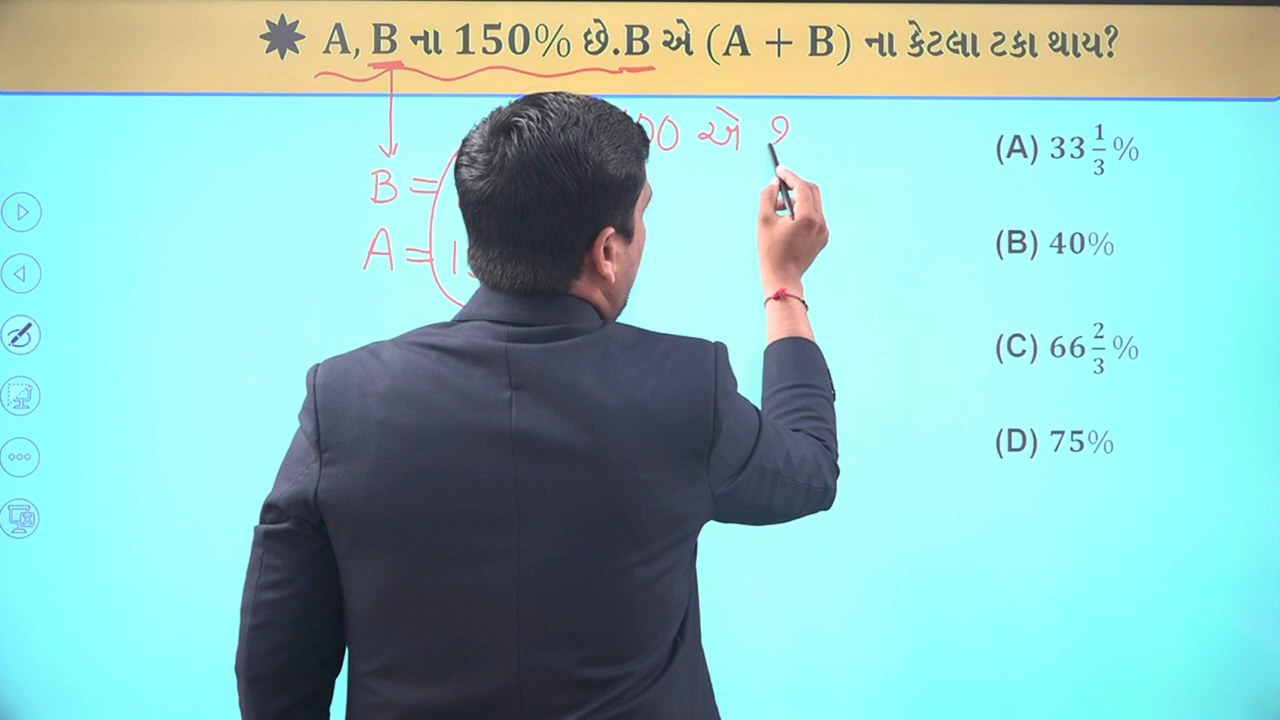 A, B ના 150% છે.B એ (A + B) ના કેટલા ટકા થાય?
એ
B =
A =
(A) 33 1/3 %
(B) 40%
(C) 66 2/3 %
(D) 75%